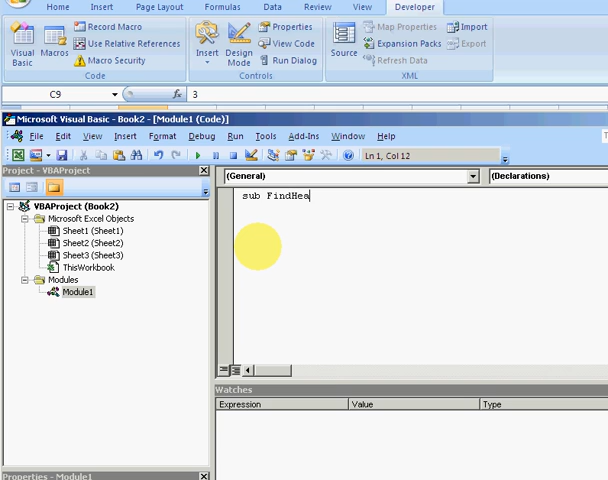 Home Insert Page Layout Formulas Data Review View Developer
Visual Basic
Macros
Record Macro
Use Relative References
Macro Security
Code
Insert
Design Mode
Properties
View Code
Run Dialog
Controls
Source
Map Properties
Expansion Packs
Refresh Data
Import
Export
XML
C9 fx 3
Microsoft Visual Basic - Book2 - [Module1 (Code)]
File Edit View Insert Format Debug Run Tools Add-Ins Window Help
Ln 1, Col 12
Project - VBAProject
VBAProject (Book2)
Microsoft Excel Objects
Sheet1 (Sheet1)
Sheet2 (Sheet2)
Sheet3 (Sheet3)
ThisWorkbook
Modules
Module1
Properties - Module1
(General) (Declarations)
sub FindHea
Watches
Expression Value Type